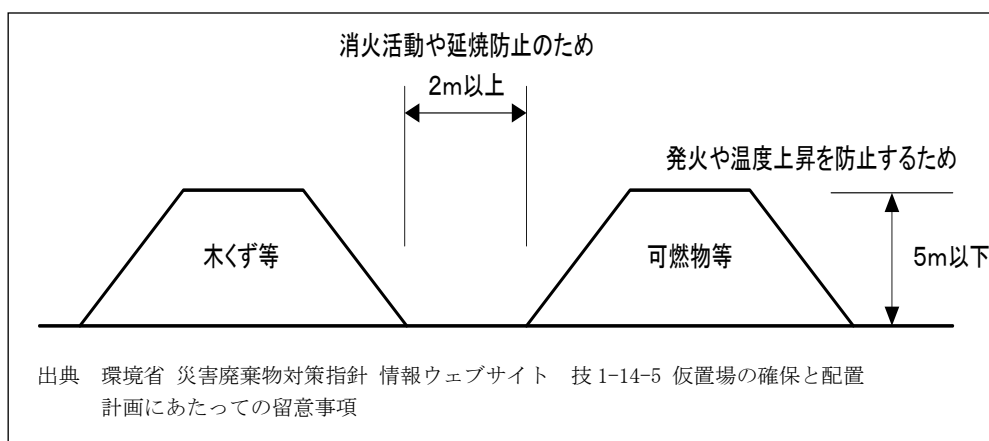 消火活動や延焼防止のため
2m以上
発火や温度上昇を防止するため
木くず等
可燃物等
5m以下
出典　環境省 災害廃棄物対策指針 情報ウェブサイト　技 1-14-5 仮置場の確保と配置
計画にあたっての留意事項